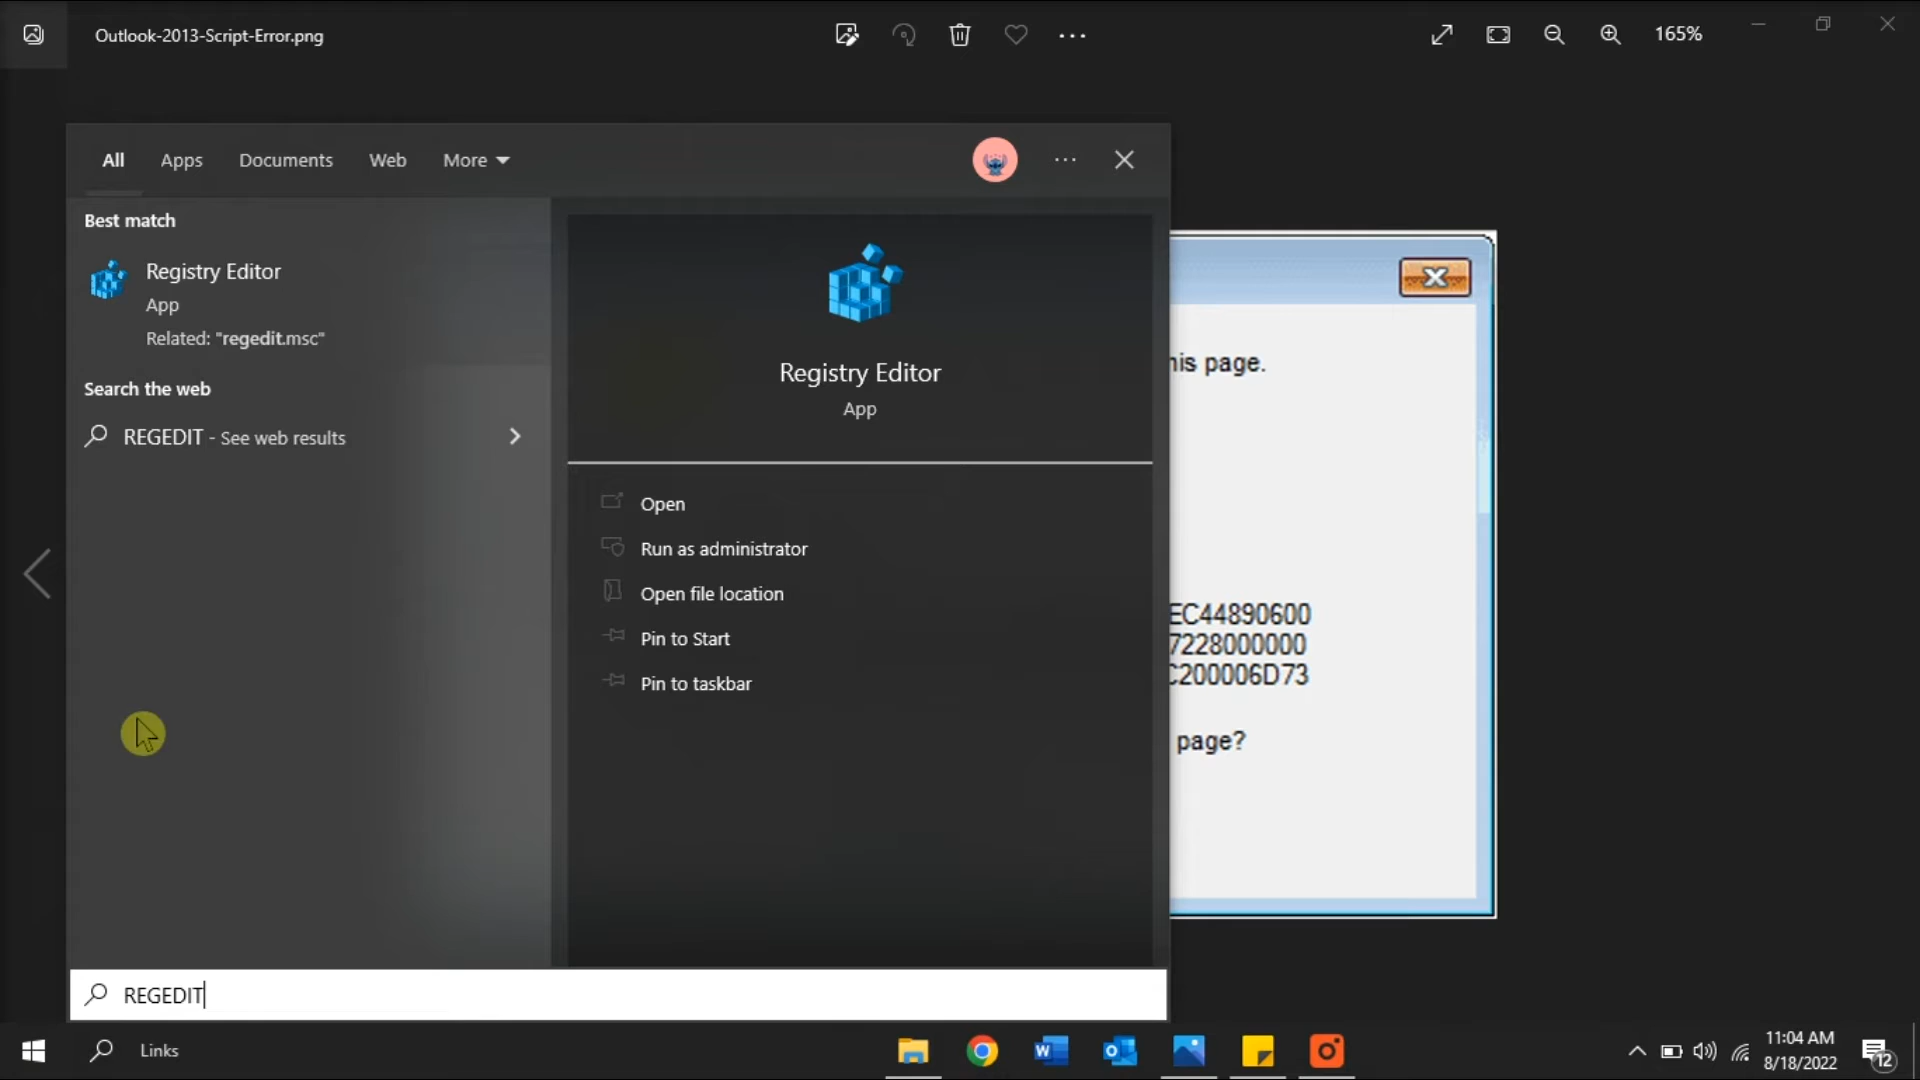 Outlook-2013-Script-Error.png
165%
All
Apps
Documents
Web
More
Best match
Registry Editor
App
Related: "regedit.msc"
Search the web
REGEDIT - See web results
Registry Editor
App
Open
Run as administrator
Open file location
Pin to Start
Pin to taskbar
his page.
EC44890600
7228000000
C200006D73
page?
REGEDIT
Links
11:04 AM
8/18/2022
12